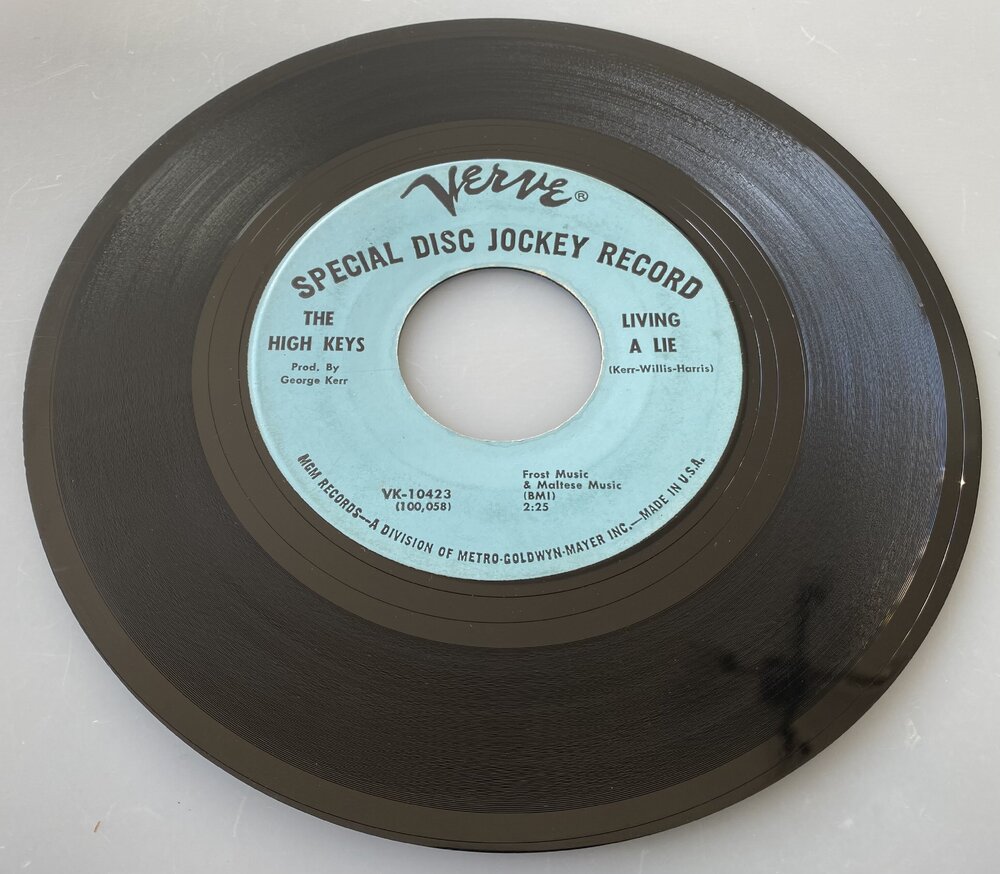 VERVE®
SPECIAL DISC JOCKEY RECORD
THE
HIGH KEYS
Prod. By
George Kerr
LIVING
A LIE
(Kerr-Willis-Harris)
VK-10423
(100,058)
Frost Music
& Maltese Music
(BMI)
2:25
MGM RECORDS—A DIVISION OF METRO-GOLDWYN-MAYER INC.—MADE IN U.S.A.